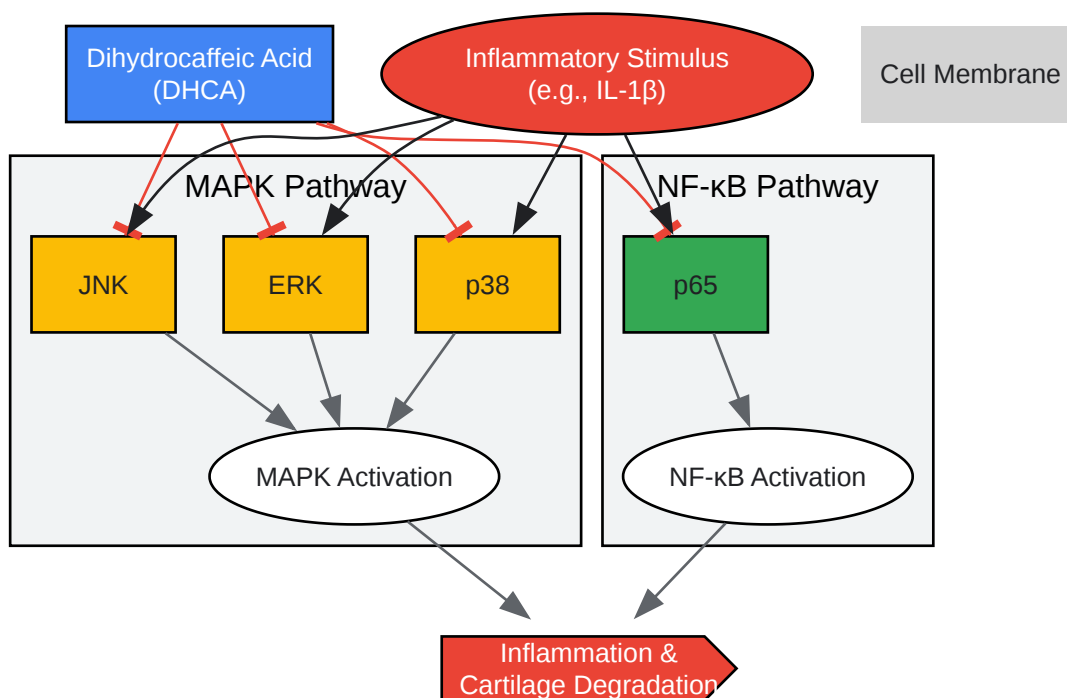 Dihydrocaffeic Acid
(DHCA)
Inflammatory Stimulus
(e.g., IL-1β)
Cell Membrane
MAPK Pathway
NF-κB Pathway
JNK
ERK
p38
p65
MAPK Activation
NF-κB Activation
Inflammation &
Cartilage Degradation